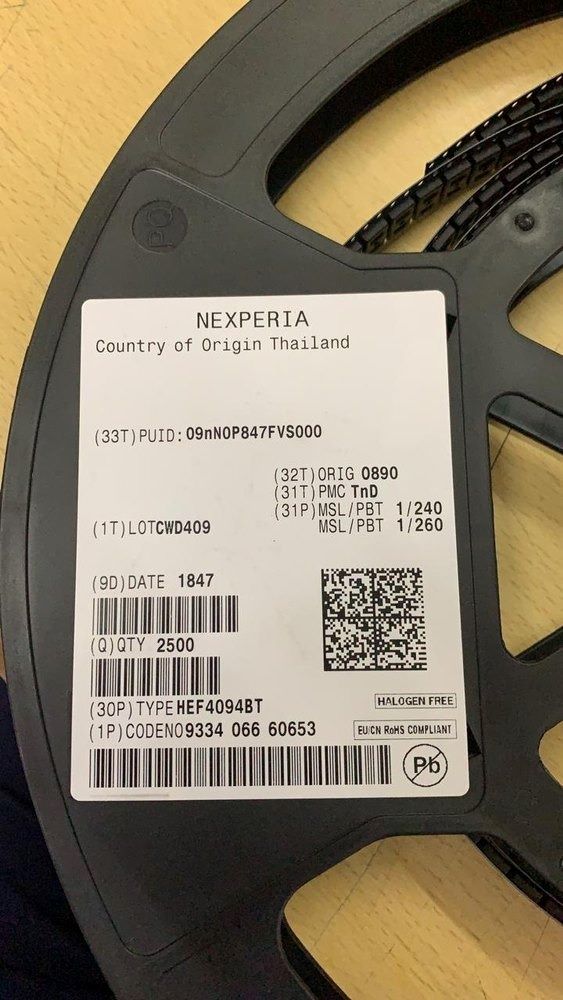 PQ
NEXPERIA
Country of Origin Thailand
(33T)PUID:09nN0P847FVS000
(32T)ORIG 0890
(31T)PMC TnD
(31P)MSL/PBT 1/240
(1T)LOTCWD409 MSL/PBT 1/260
(9D)DATE 1847
(Q)QTY 2500
(30P)TYPEHEF4094BT
HALOGEN FREE
(1P)CODENO9334 066 60653
EU/CN RoHS COMPLIANT
Pb